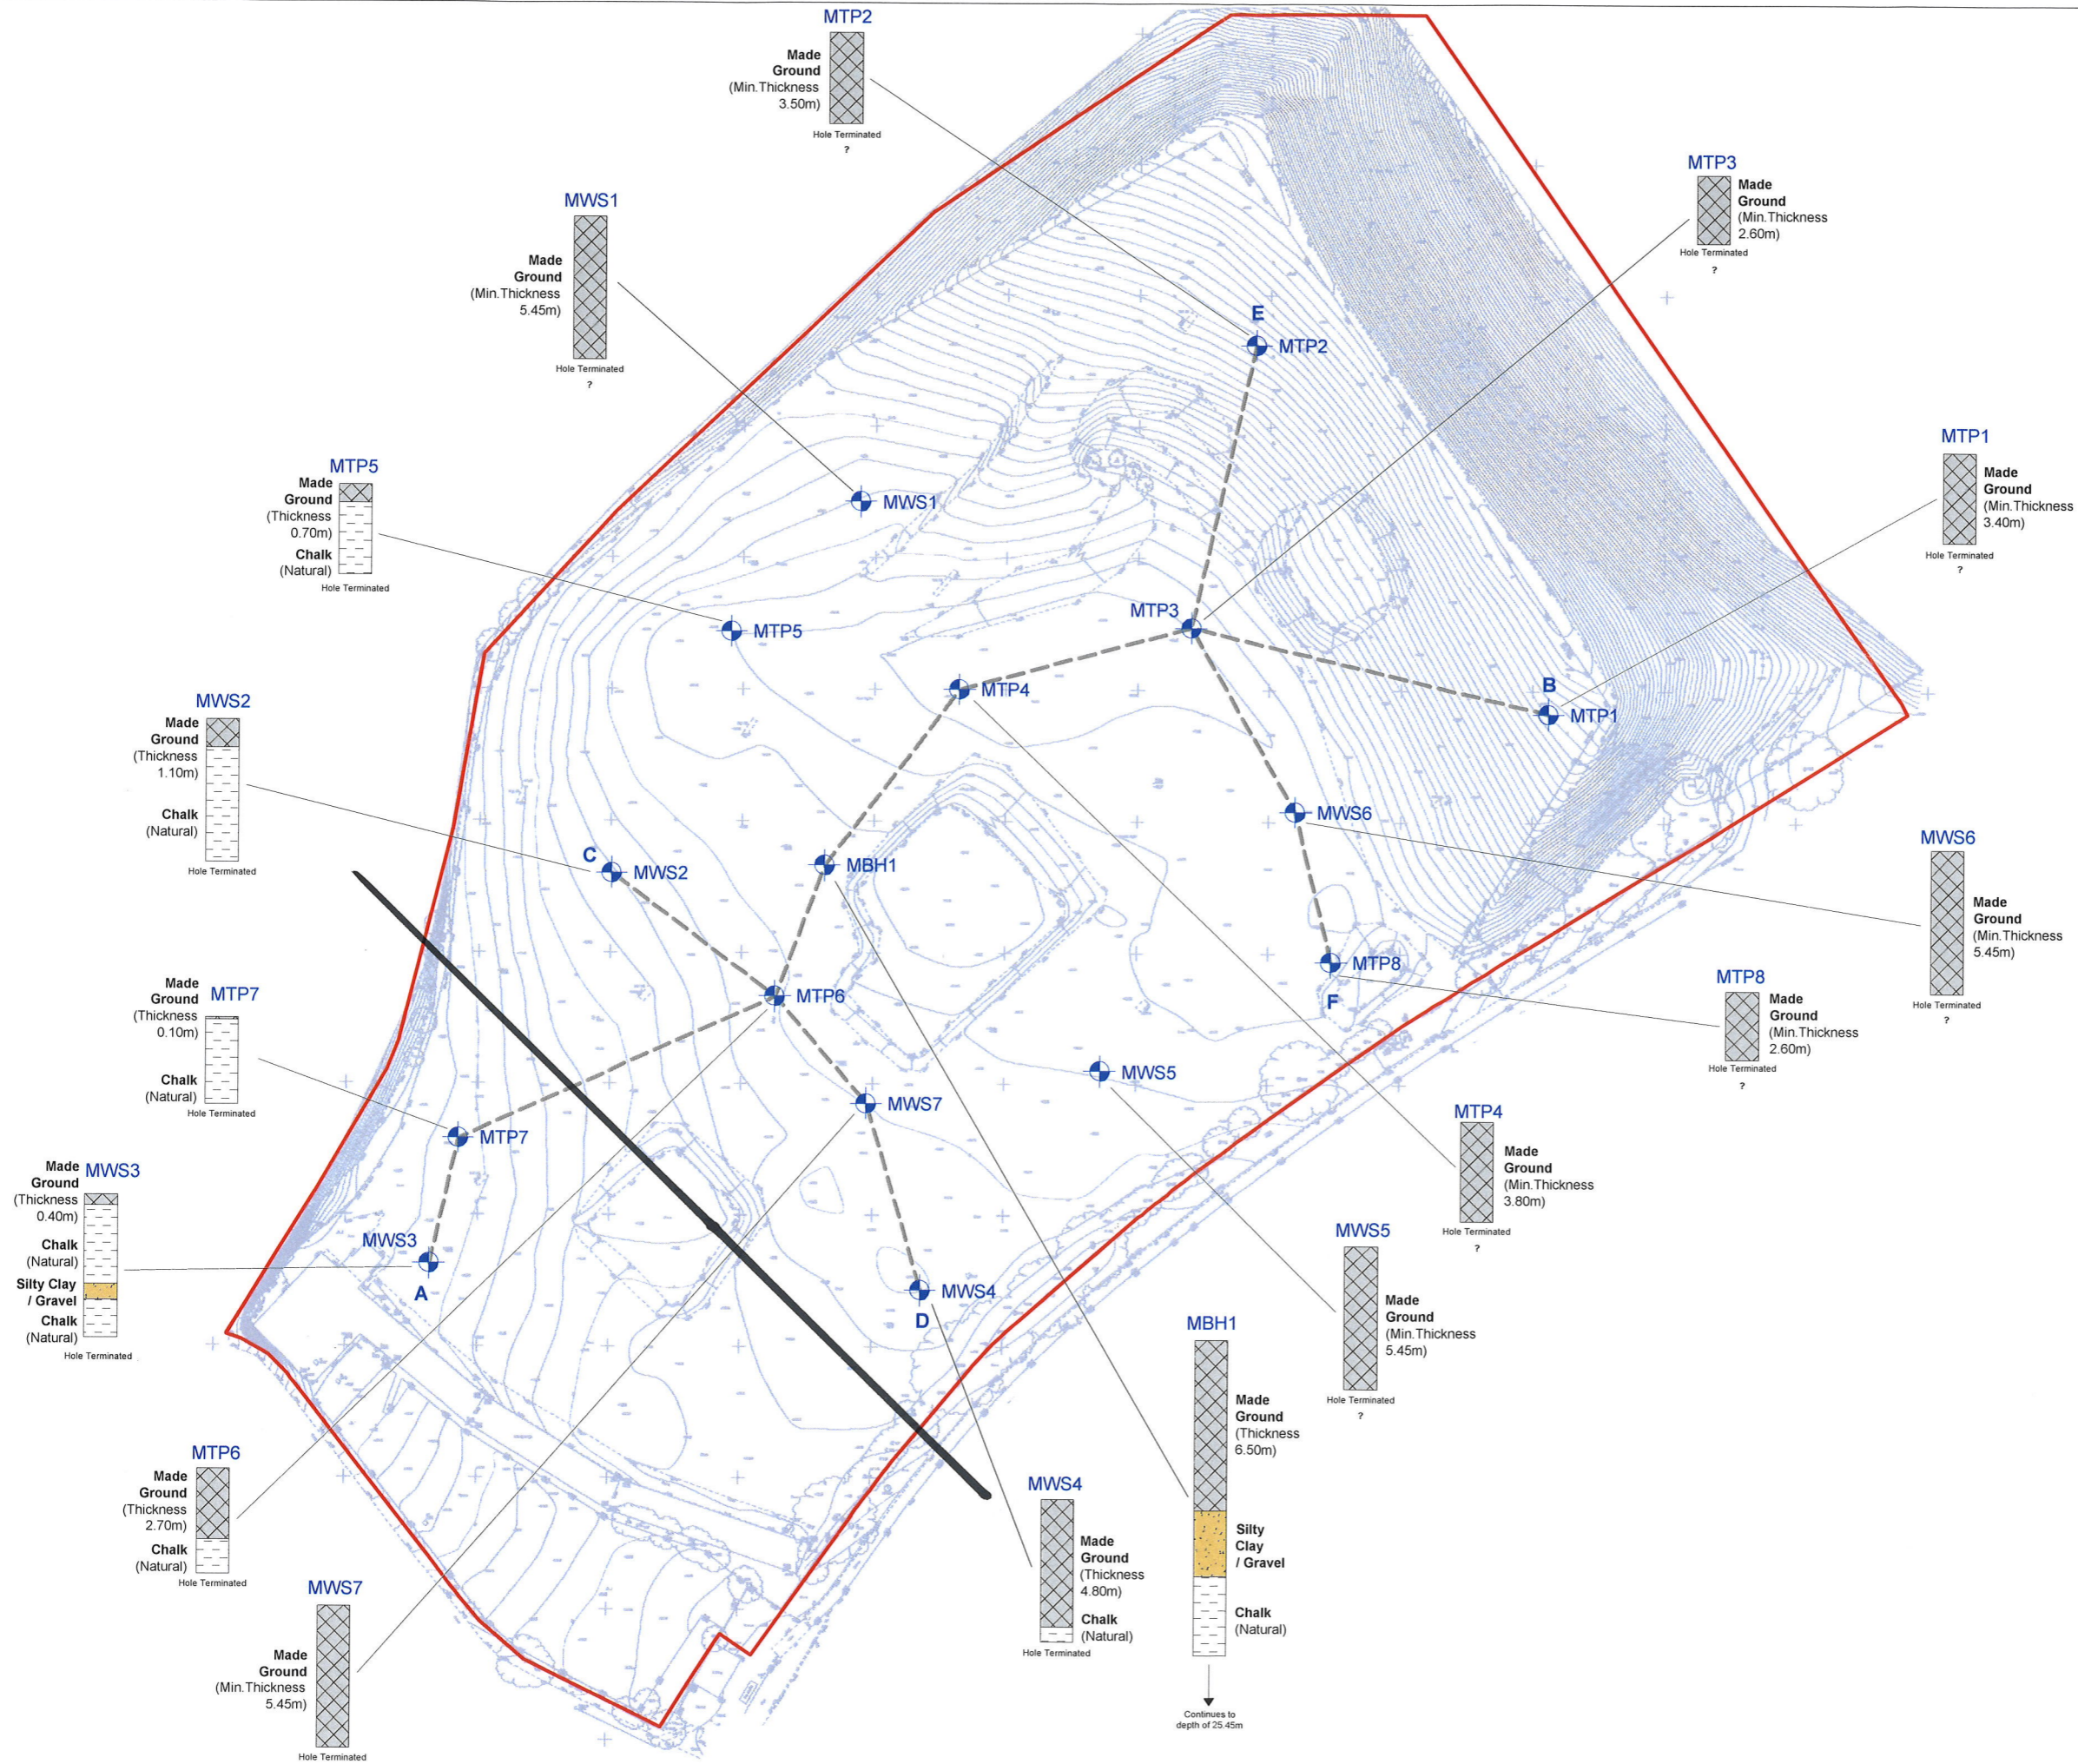 MTP2
Made
Ground
(Min.Thickness
3.50m)
Hole Terminated
?
MTP3
Made
Ground
(Min.Thickness
2.60m)
Hole Terminated
?
MWS1
Made
Ground
(Min.Thickness
5.45m)
Hole Terminated
?
E
MTP2
MTP1
Made
Ground
(Min.Thickness
3.40m)
Hole Terminated
?
MTP5
Made
Ground
(Thickness
0.70m)
Chalk
(Natural)
Hole Terminated
MWS1
MTP3
MTP5
MTP4
B
MTP1
MWS2
Made
Ground
(Thickness
1.10m)
Chalk
(Natural)
Hole Terminated
MWS6
C
MWS2
MBH1
MWS6
Made
Ground
(Min.Thickness
5.45m)
Hole Terminated
?
MTP8
F
MTP6
MTP7
Made
Ground
(Thickness
0.10m)
Chalk
(Natural)
Hole Terminated
MTP8
Made
Ground
(Min.Thickness
2.60m)
Hole Terminated
?
MWS5
MWS7
MTP7
MTP4
Made
Ground
(Min.Thickness
3.80m)
Hole Terminated
?
MWS3
Made
Ground
(Thickness
0.40m)
Chalk
(Natural)
Silty Clay
/ Gravel
Chalk
(Natural)
Hole Terminated
MWS3
A
MWS4
D
MWS5
Made
Ground
(Min.Thickness
5.45m)
Hole Terminated
?
MBH1
Made
Ground
(Thickness
6.50m)
Silty
Clay
/ Gravel
Chalk
(Natural)
Continues to
depth of 25.45m
MTP6
Made
Ground
(Thickness
2.70m)
Chalk
(Natural)
Hole Terminated
MWS4
Made
Ground
(Thickness
4.80m)
Chalk
(Natural)
Hole Terminated
MWS7
Made
Ground
(Min.Thickness
5.45m)
Hole Terminated